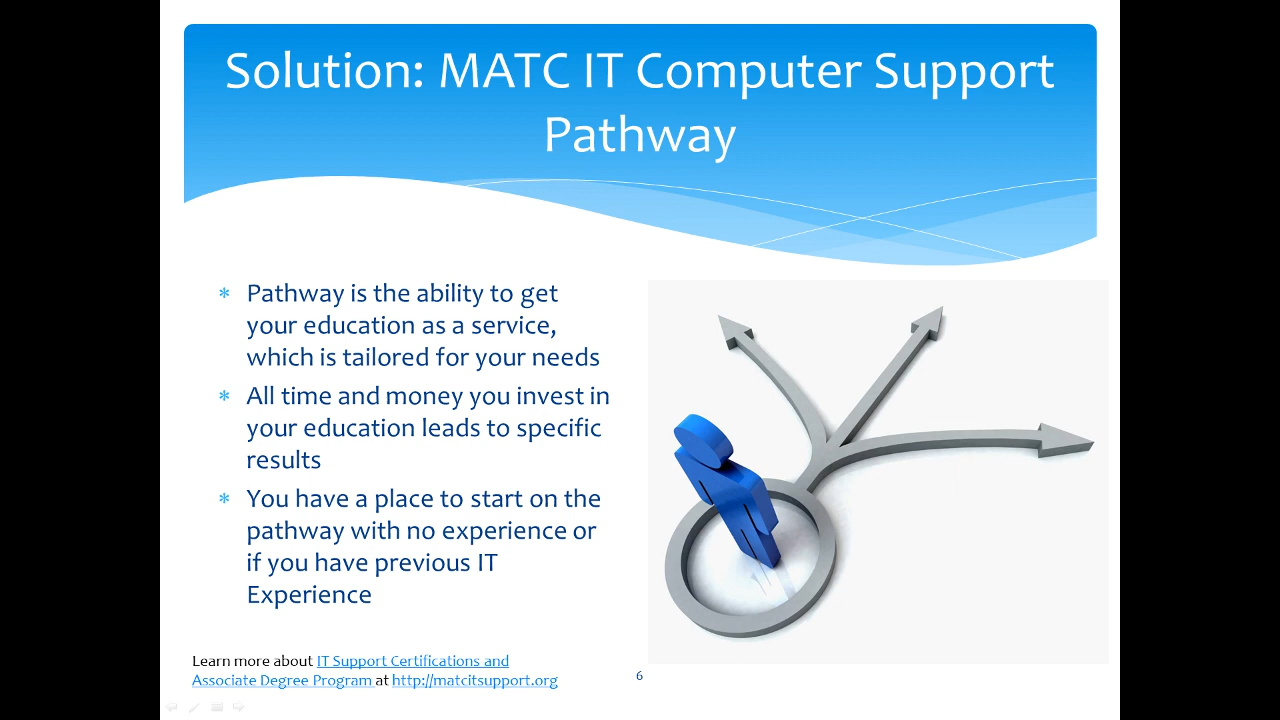 Solution: MATC IT Computer Support
Pathway
* Pathway is the ability to get
your education as a service,
which is tailored for your needs
* All time and money you invest in
your education leads to specific
results
* You have a place to start on the
pathway with no experience or
if you have previous IT
Experience
Learn more about IT Support Certifications and
Associate Degree Program at http://matcitsupport.org
6